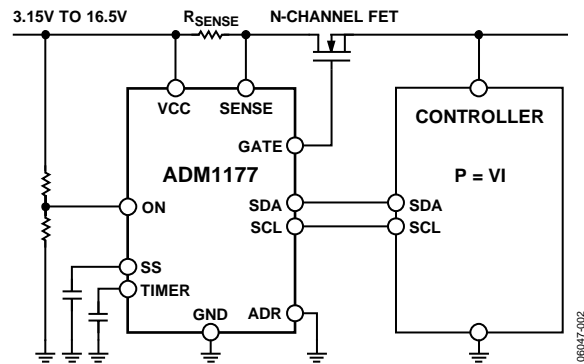 3.15V TO 16.5V
RSENSE
N-CHANNEL FET
VCC
SENSE
CONTROLLER
GATE
ADM1177
P = VI
ON
SDA
SDA
SCL
SCL
SS
TIMER
GND
ADR
06047-002